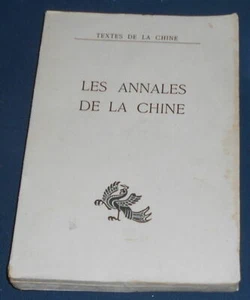 TEXTES DE LA CHINE
LES ANNALES
DE LA CHINE